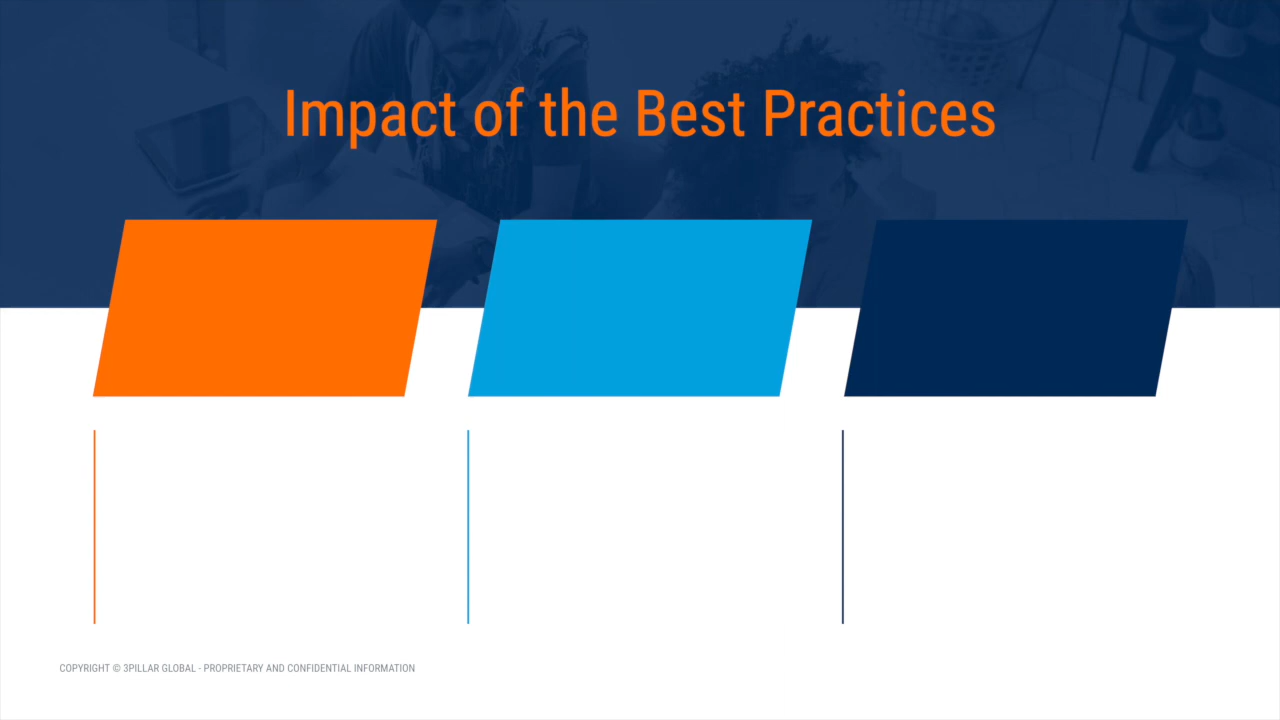 Impact of the Best Practices
COPYRIGHT © 3PILLAR GLOBAL - PROPRIETARY AND CONFIDENTIAL INFORMATION